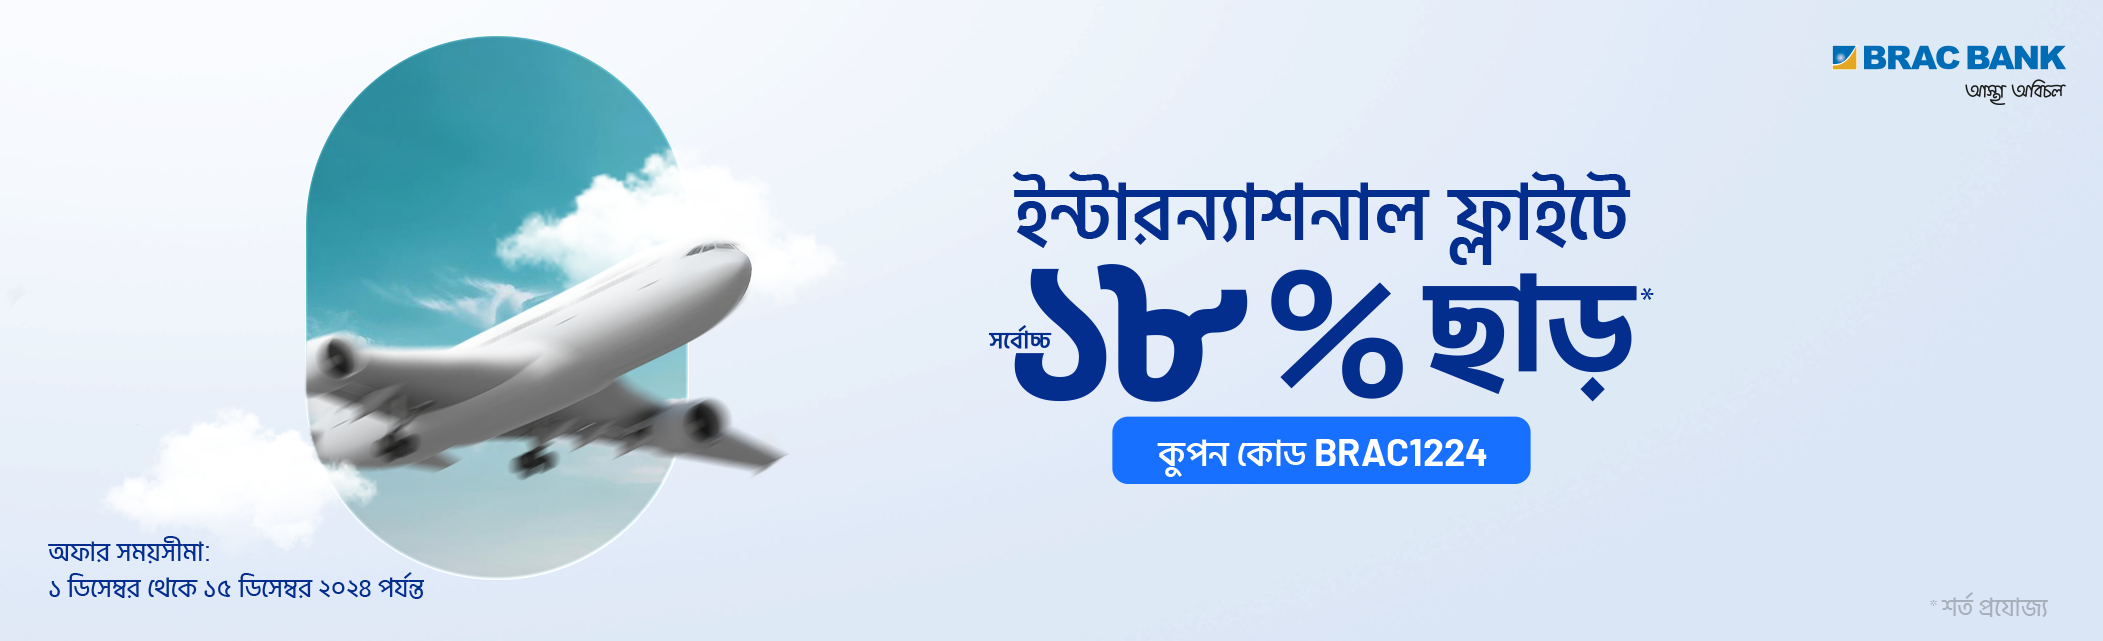 BRAC BANK
আস্থা অবিচল
ইন্টারন্যাশনাল ফ্লাইটে
সর্বোচ্চ ১৮% ছাড়*
কুপন কোড BRAC1224
অফার সময়সীমা:
১ ডিসেম্বর থেকে ১৫ ডিসেম্বর ২০২৪ পর্যন্ত
* শর্ত প্রযোজ্য